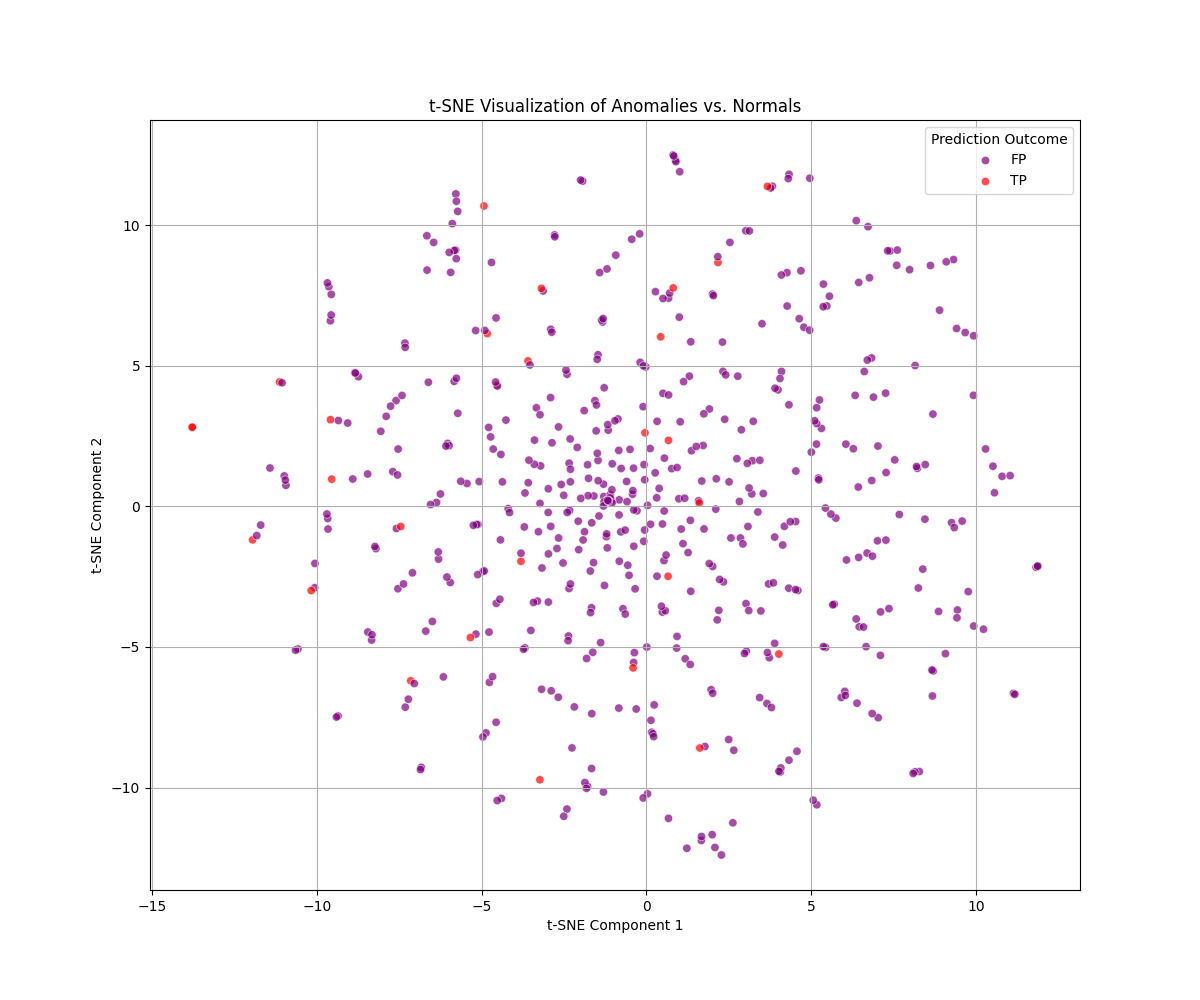 t-SNE Visualization of Anomalies vs. Normals
Prediction Outcome
FP
TP
10
5
0
−5
−10
t-SNE Component 2
−15
−10
−5
0
5
10
t-SNE Component 1